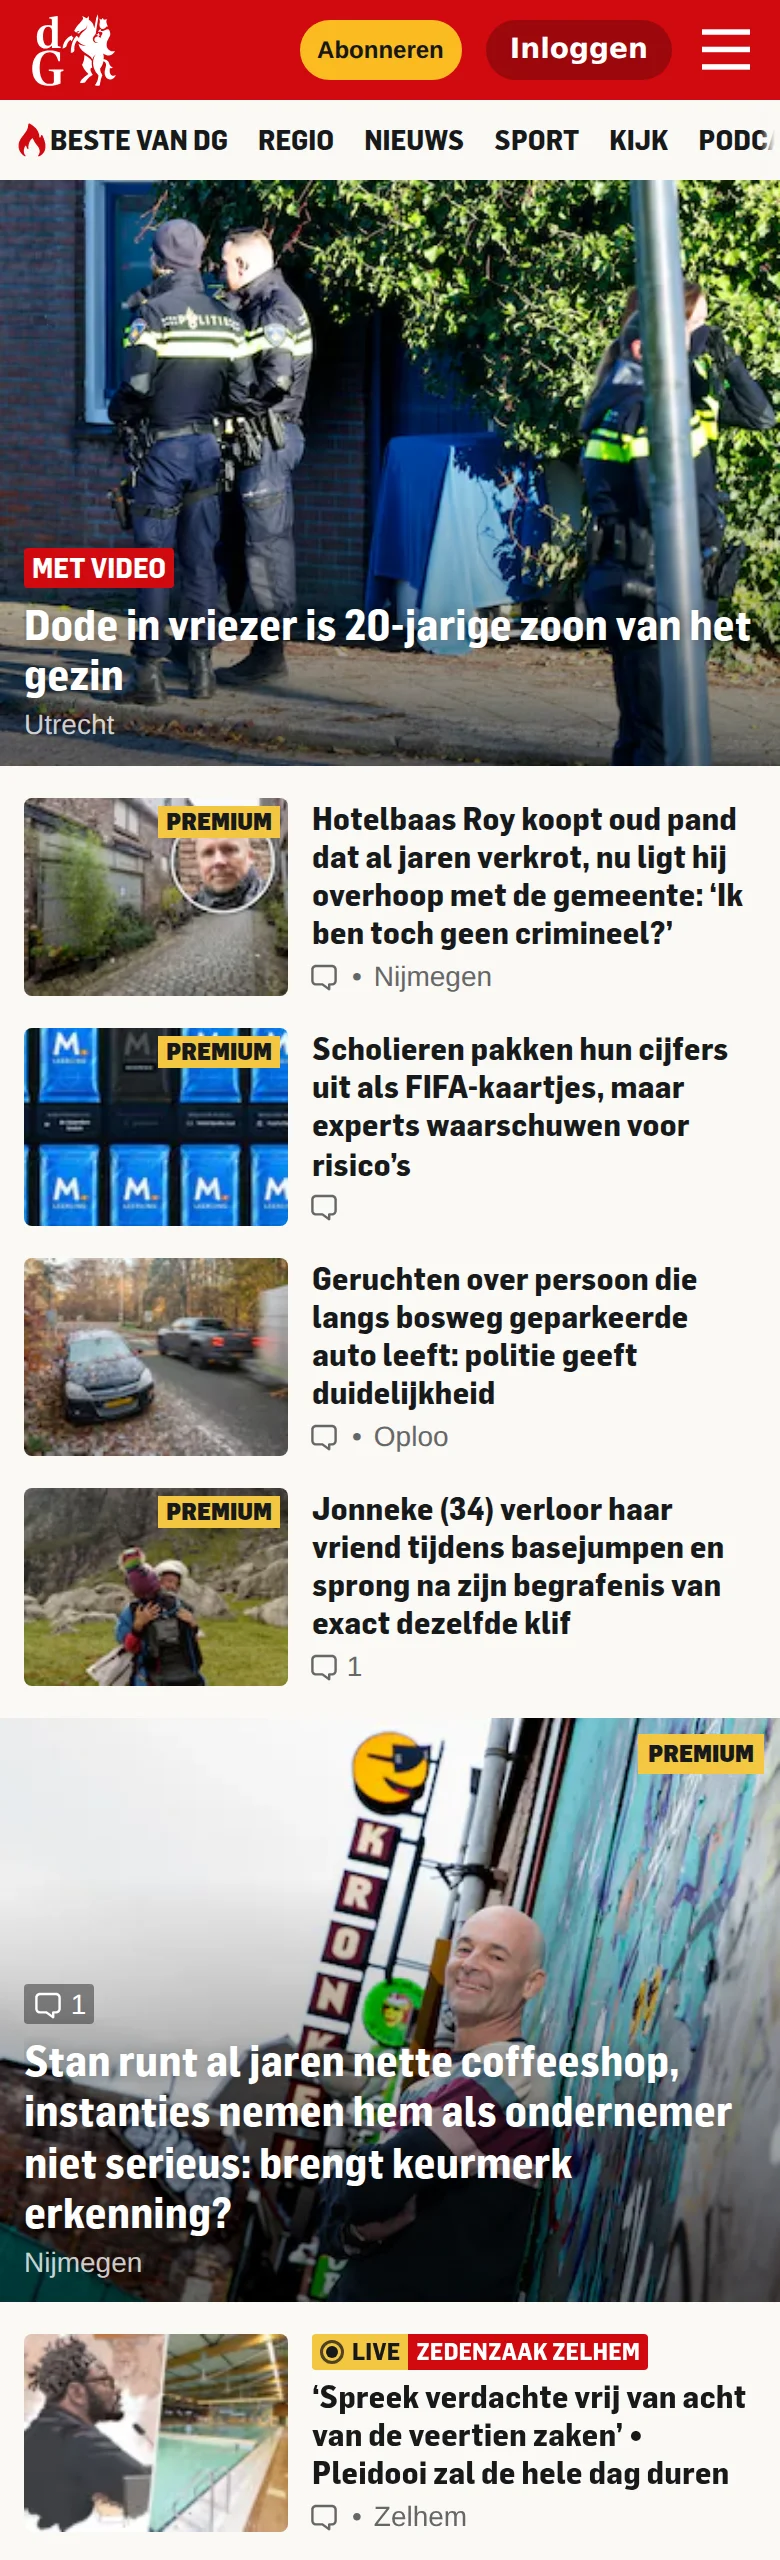 d
G
Abonneren
Inloggen
BESTE VAN DG REGIO NIEUWS SPORT KIJK PODCA
POLITIE
MET VIDEO
Dode in vriezer is 20-jarige zoon van het
gezin
Utrecht
PREMIUM
Hotelbaas Roy koopt oud pand
dat al jaren verkrot, nu ligt hij
overhoop met de gemeente: ‘Ik
ben toch geen crimineel?’
• Nijmegen
M.
LEERLING
M
PREMIUM
M. M. M. M
LEERLING LEERLING LEERLING
Scholieren pakken hun cijfers
uit als FIFA-kaartjes, maar
experts waarschuwen voor
risico’s
Geruchten over persoon die
langs bosweg geparkeerde
auto leeft: politie geeft
duidelijkheid
• Oploo
PREMIUM
Jonneke (34) verloor haar
vriend tijdens basejumpen en
sprong na zijn begrafenis van
exact dezelfde klif
1
PREMIUM
K
R
O
N
K
E
L
1
Stan runt al jaren nette coffeeshop,
instanties nemen hem als ondernemer
niet serieus: brengt keurmerk
erkenning?
Nijmegen
LIVE ZEDENZAAK ZELHEM
‘Spreek verdachte vrij van acht
van de veertien zaken’ •
Pleidooi zal de hele dag duren
• Zelhem